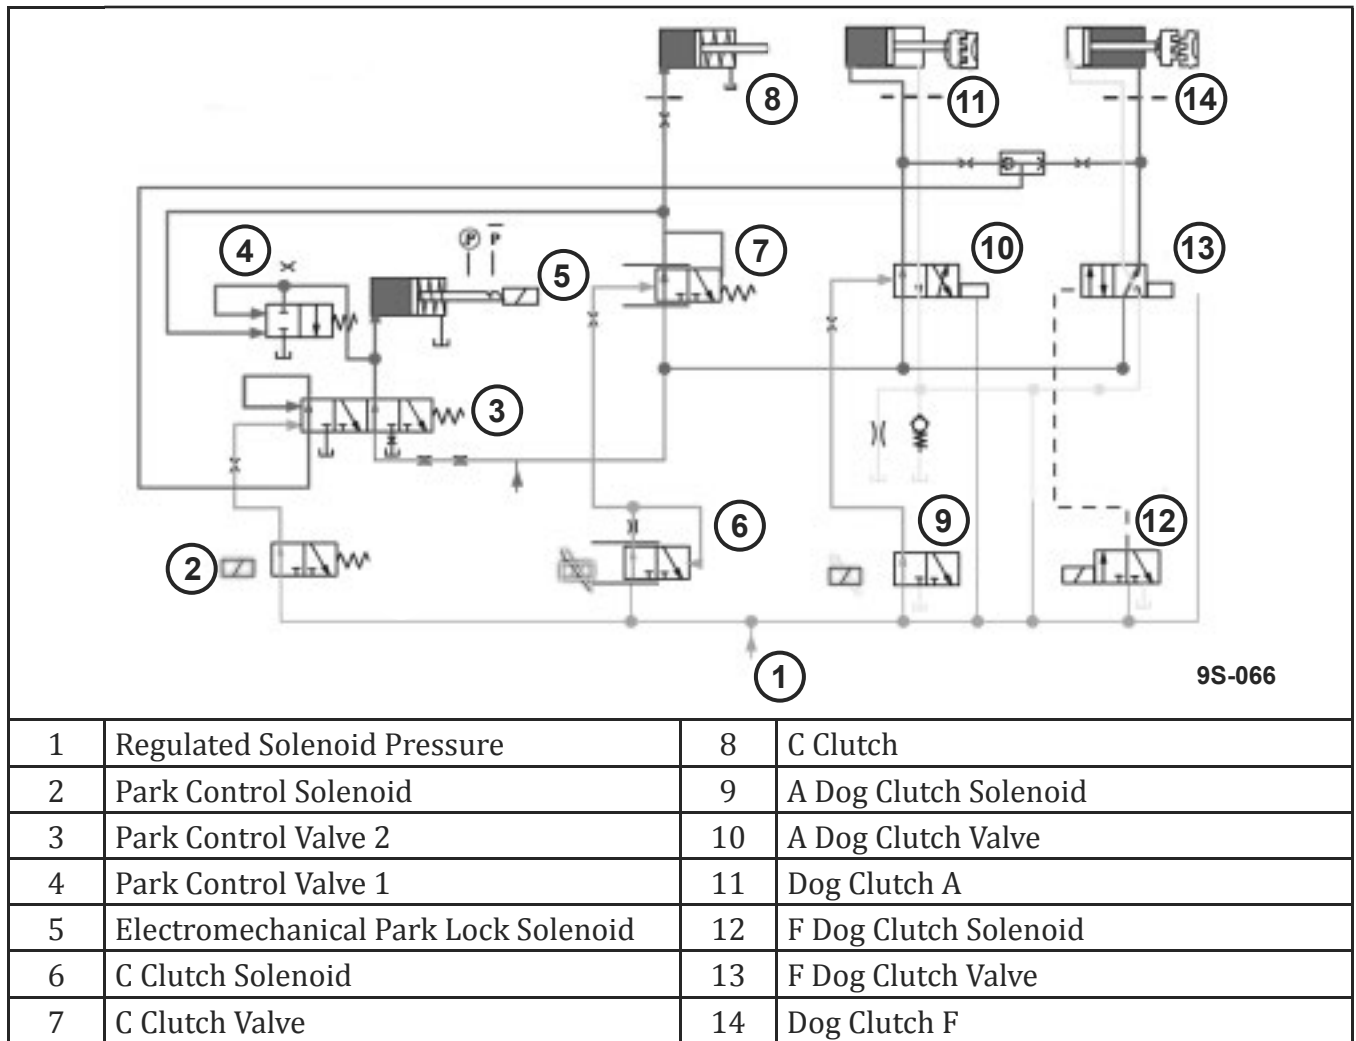 8
11
14
4
P
P
5
7
10
13
3
6
9
12
2
1
9S-066
1 Regulated Solenoid Pressure 8 C Clutch
2 Park Control Solenoid 9 A Dog Clutch Solenoid
3 Park Control Valve 2 10 A Dog Clutch Valve
4 Park Control Valve 1 11 Dog Clutch A
5 Electromechanical Park Lock Solenoid 12 F Dog Clutch Solenoid
6 C Clutch Solenoid 13 F Dog Clutch Valve
7 C Clutch Valve 14 Dog Clutch F